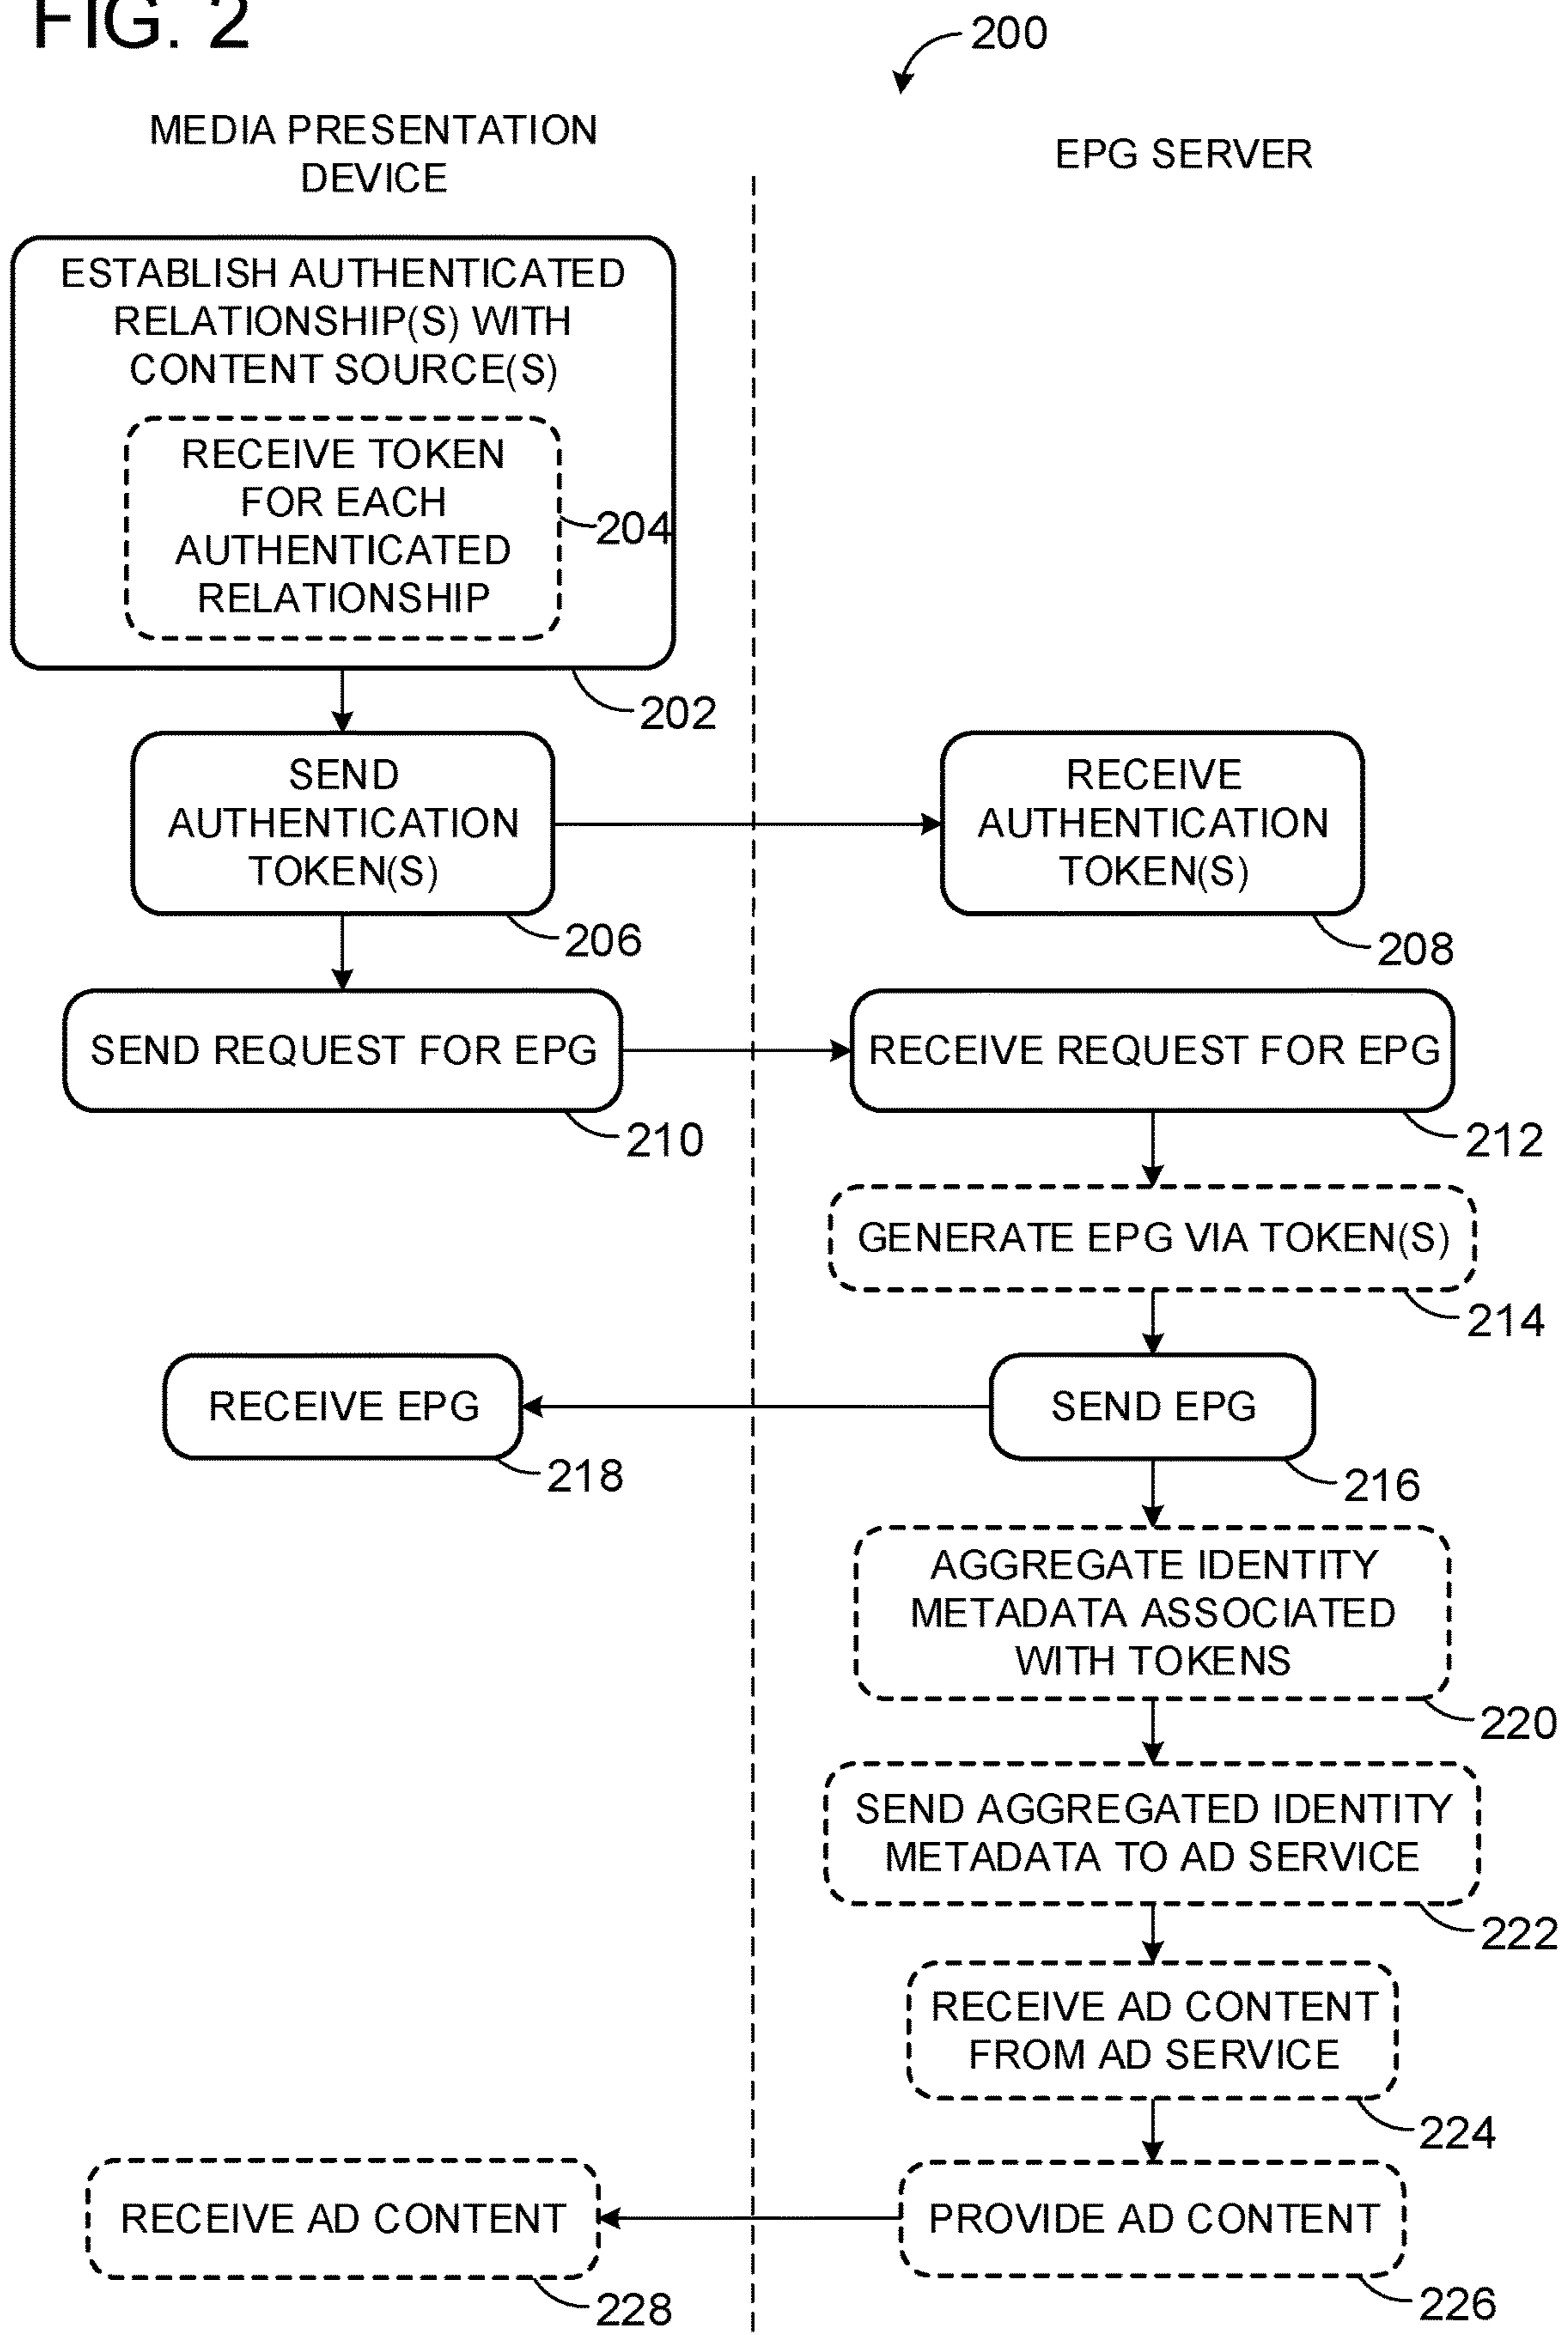 FIG. 2
200
MEDIA PRESENTATION
DEVICE
EPG SERVER
ESTABLISH AUTHENTICATED
RELATIONSHIP(S) WITH
CONTENT SOURCE(S)
RECEIVE TOKEN
FOR EACH
AUTHENTICATED
RELATIONSHIP
204
202
SEND
AUTHENTICATION
TOKEN(S)
206
RECEIVE
AUTHENTICATION
TOKEN(S)
208
SEND REQUEST FOR EPG
210
RECEIVE REQUEST FOR EPG
212
GENERATE EPG VIA TOKEN(S)
214
SEND EPG
216
RECEIVE EPG
218
AGGREGATE IDENTITY
METADATA ASSOCIATED
WITH TOKENS
220
SEND AGGREGATED IDENTITY
METADATA TO AD SERVICE
222
RECEIVE AD CONTENT
FROM AD SERVICE
224
PROVIDE AD CONTENT
226
RECEIVE AD CONTENT
228